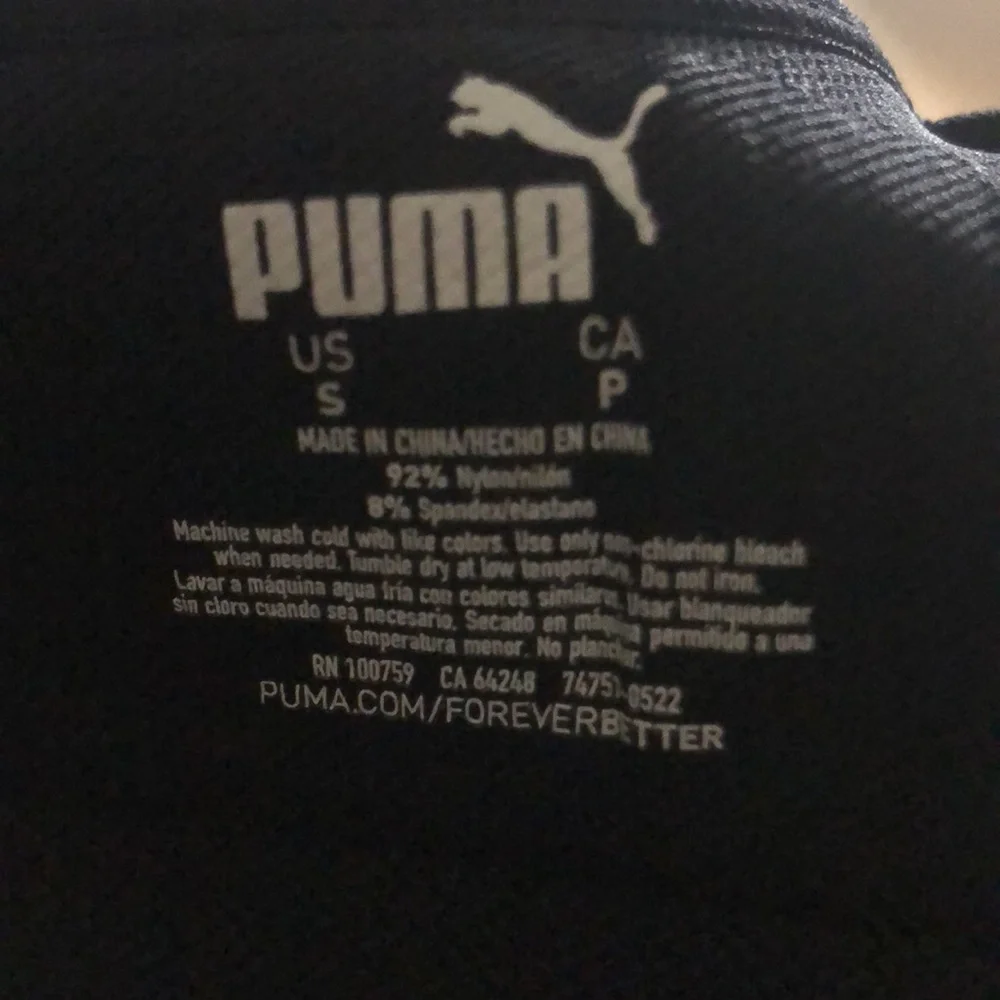 PUMA
US CA
S P
MADE IN CHINA/HECHO EN CHINA
92% Nylon/nilón
8% Spandex/elastano
Machine wash cold with like colors. Use only non-chlorine bleach
when needed. Tumble dry at low temperature. Do not iron.
Lavar a máquina agua fría con colores similares. Usar blanqueador
sin cloro cuando sea necesario. Secado en máquina permitido a una
temperatura menor. No planchar.
RN 100759 CA 64248
PUMA.COM/FOREVERBETTER